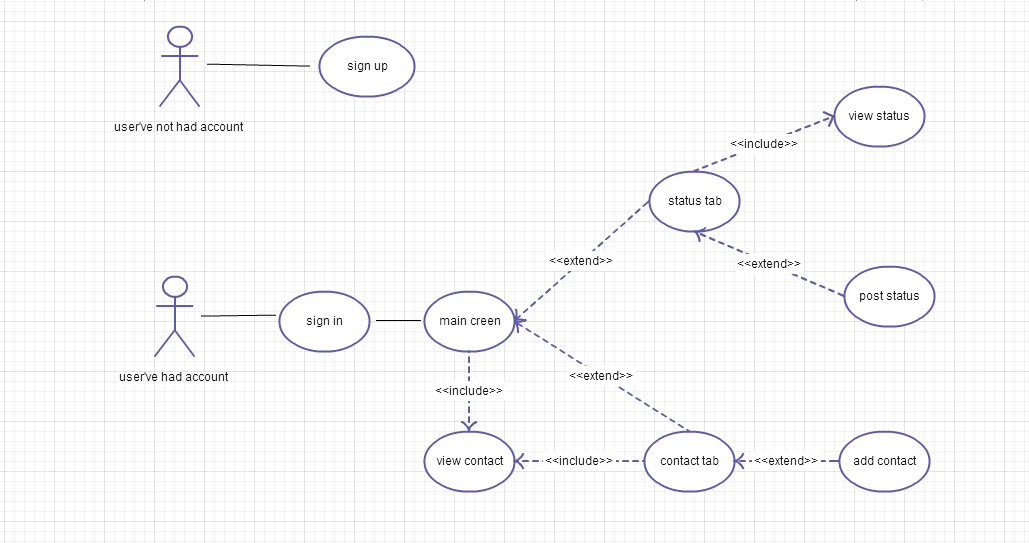 sign up
user've not had account
view status
<<include>>
status tab
<<extend>>
<<extend>>
post status
sign in
main creen
user've had account
<<extend>>
<<include>>
view contact
<<include>>
contact tab
<<extend>>
add contact